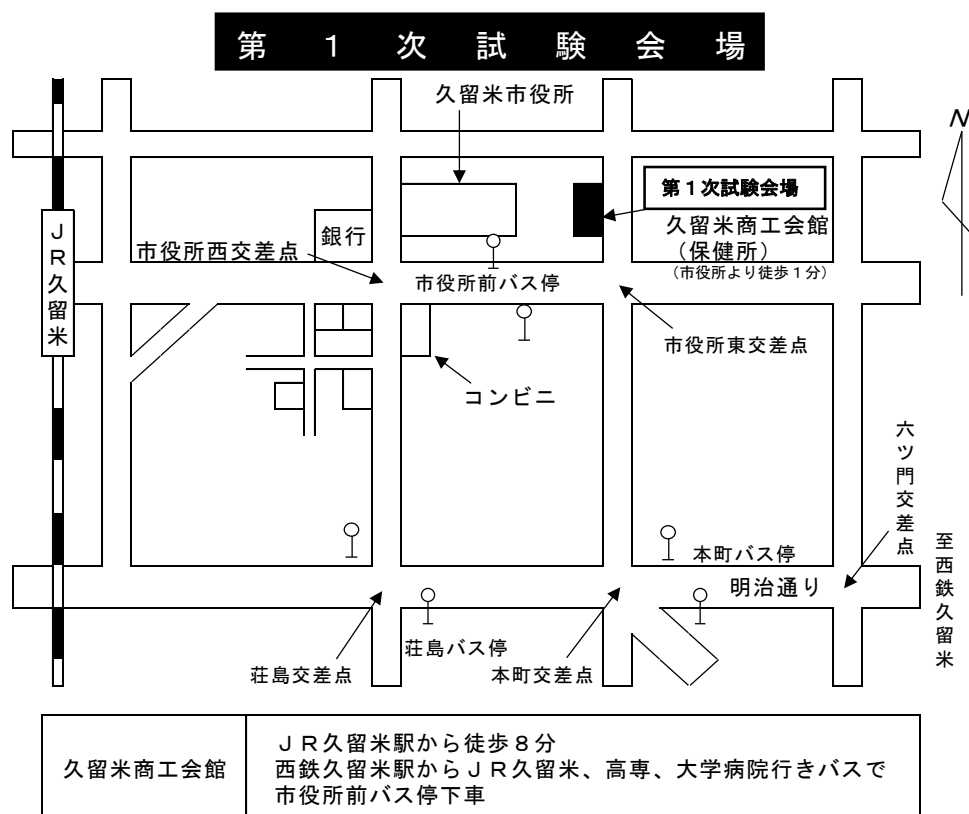 第１次試験会場
久留米市役所
N
第１次試験会場
久留米商工会館
（保健所）
（市役所より徒歩１分）
ＪＲ久留米
銀行
市役所西交差点
市役所前バス停
市役所東交差点
コンビニ
六ツ門交差点
至西鉄久留米
本町バス停
明治通り
荘島バス停
荘島交差点
本町交差点
久留米商工会館
ＪＲ久留米駅から徒歩８分
西鉄久留米駅からＪＲ久留米、高専、大学病院行きバスで
市役所前バス停下車